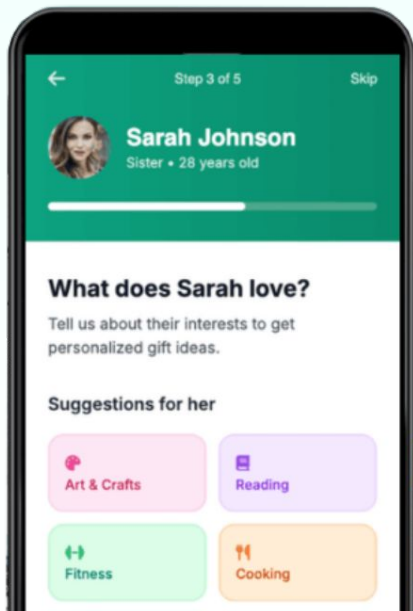 Step 3 of 5
Skip
Sarah Johnson
Sister • 28 years old
What does Sarah love?
Tell us about their interests to get
personalized gift ideas.
Suggestions for her
Art & Crafts
Reading
Fitness
Cooking